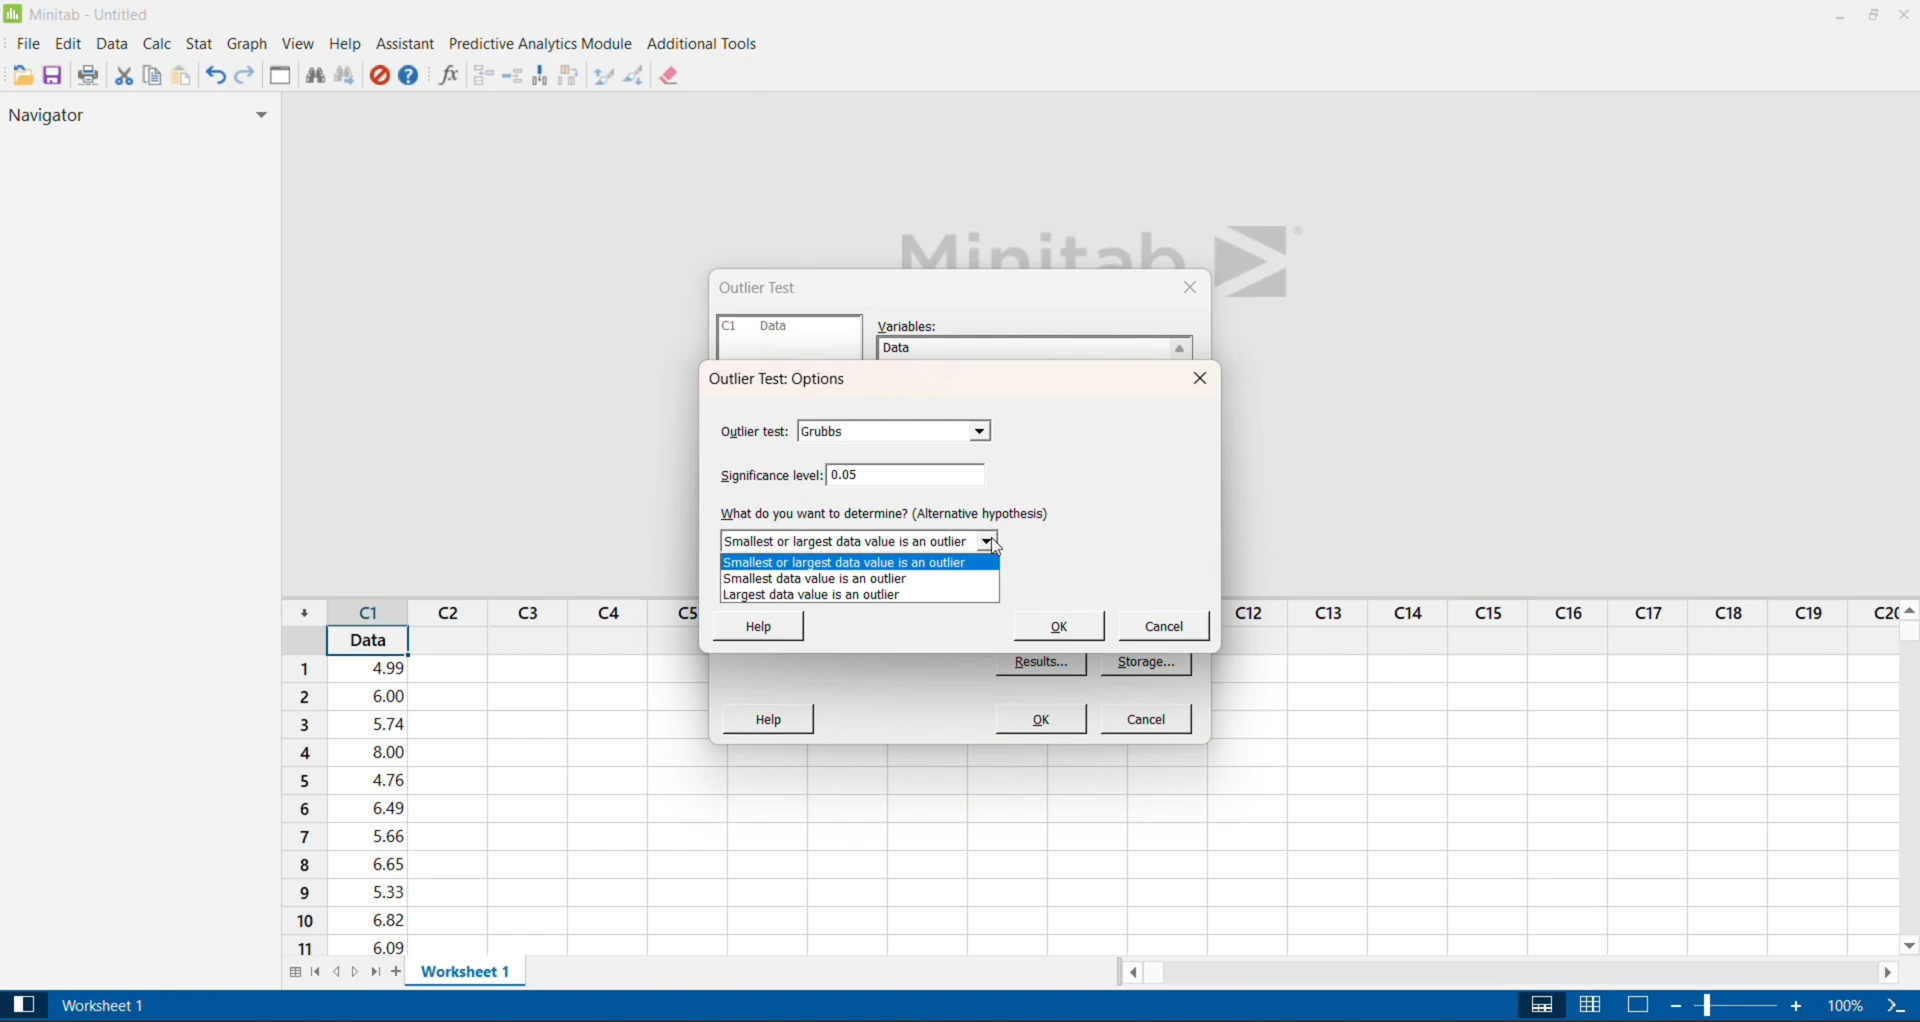 Minitab - Untitled
File Edit Data Calc Stat Graph View Help Assistant Predictive Analytics Module Additional Tools
Navigator
Minitab
Outlier Test
C1 Data
Variables:
Data
Outlier Test: Options
Outlier test: Grubbs
Significance level: 0.05
What do you want to determine? (Alternative hypothesis)
Smallest or largest data value is an outlier
Smallest or largest data value is an outlier
Smallest data value is an outlier
Largest data value is an outlier
Help OK Cancel
Results... Storage...
Help OK Cancel
C1 C2 C3 C4 C5 C12 C13 C14 C15 C16 C17 C18 C19 C20
Data
1 4.99
2 6.00
3 5.74
4 8.00
5 4.76
6 6.49
7 5.66
8 6.65
9 5.33
10 6.82
11 6.09
Worksheet 1
Worksheet 1 100%